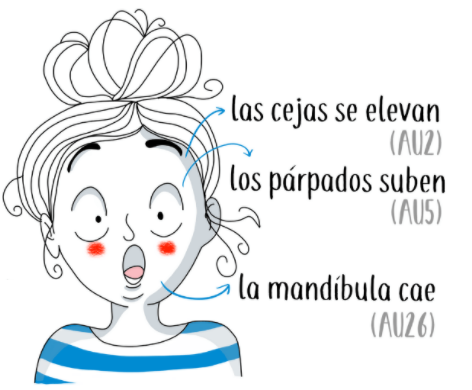 las cejas se elevan
(AU2)
los párpados suben
(AU5)
la mandíbula cae
(AU26)